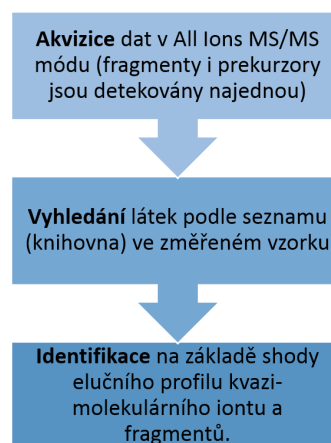 Akvizice dat v All Ions MS/MS
módu (fragmenty i prekurzory
jsou detekovány najednou)
Vyhledání látek podle seznamu
(knihovna) ve změřeném vzorku
Identifikace na základě shody
elučního profilu kvazi-
molekulárního iontu a
fragmentů.